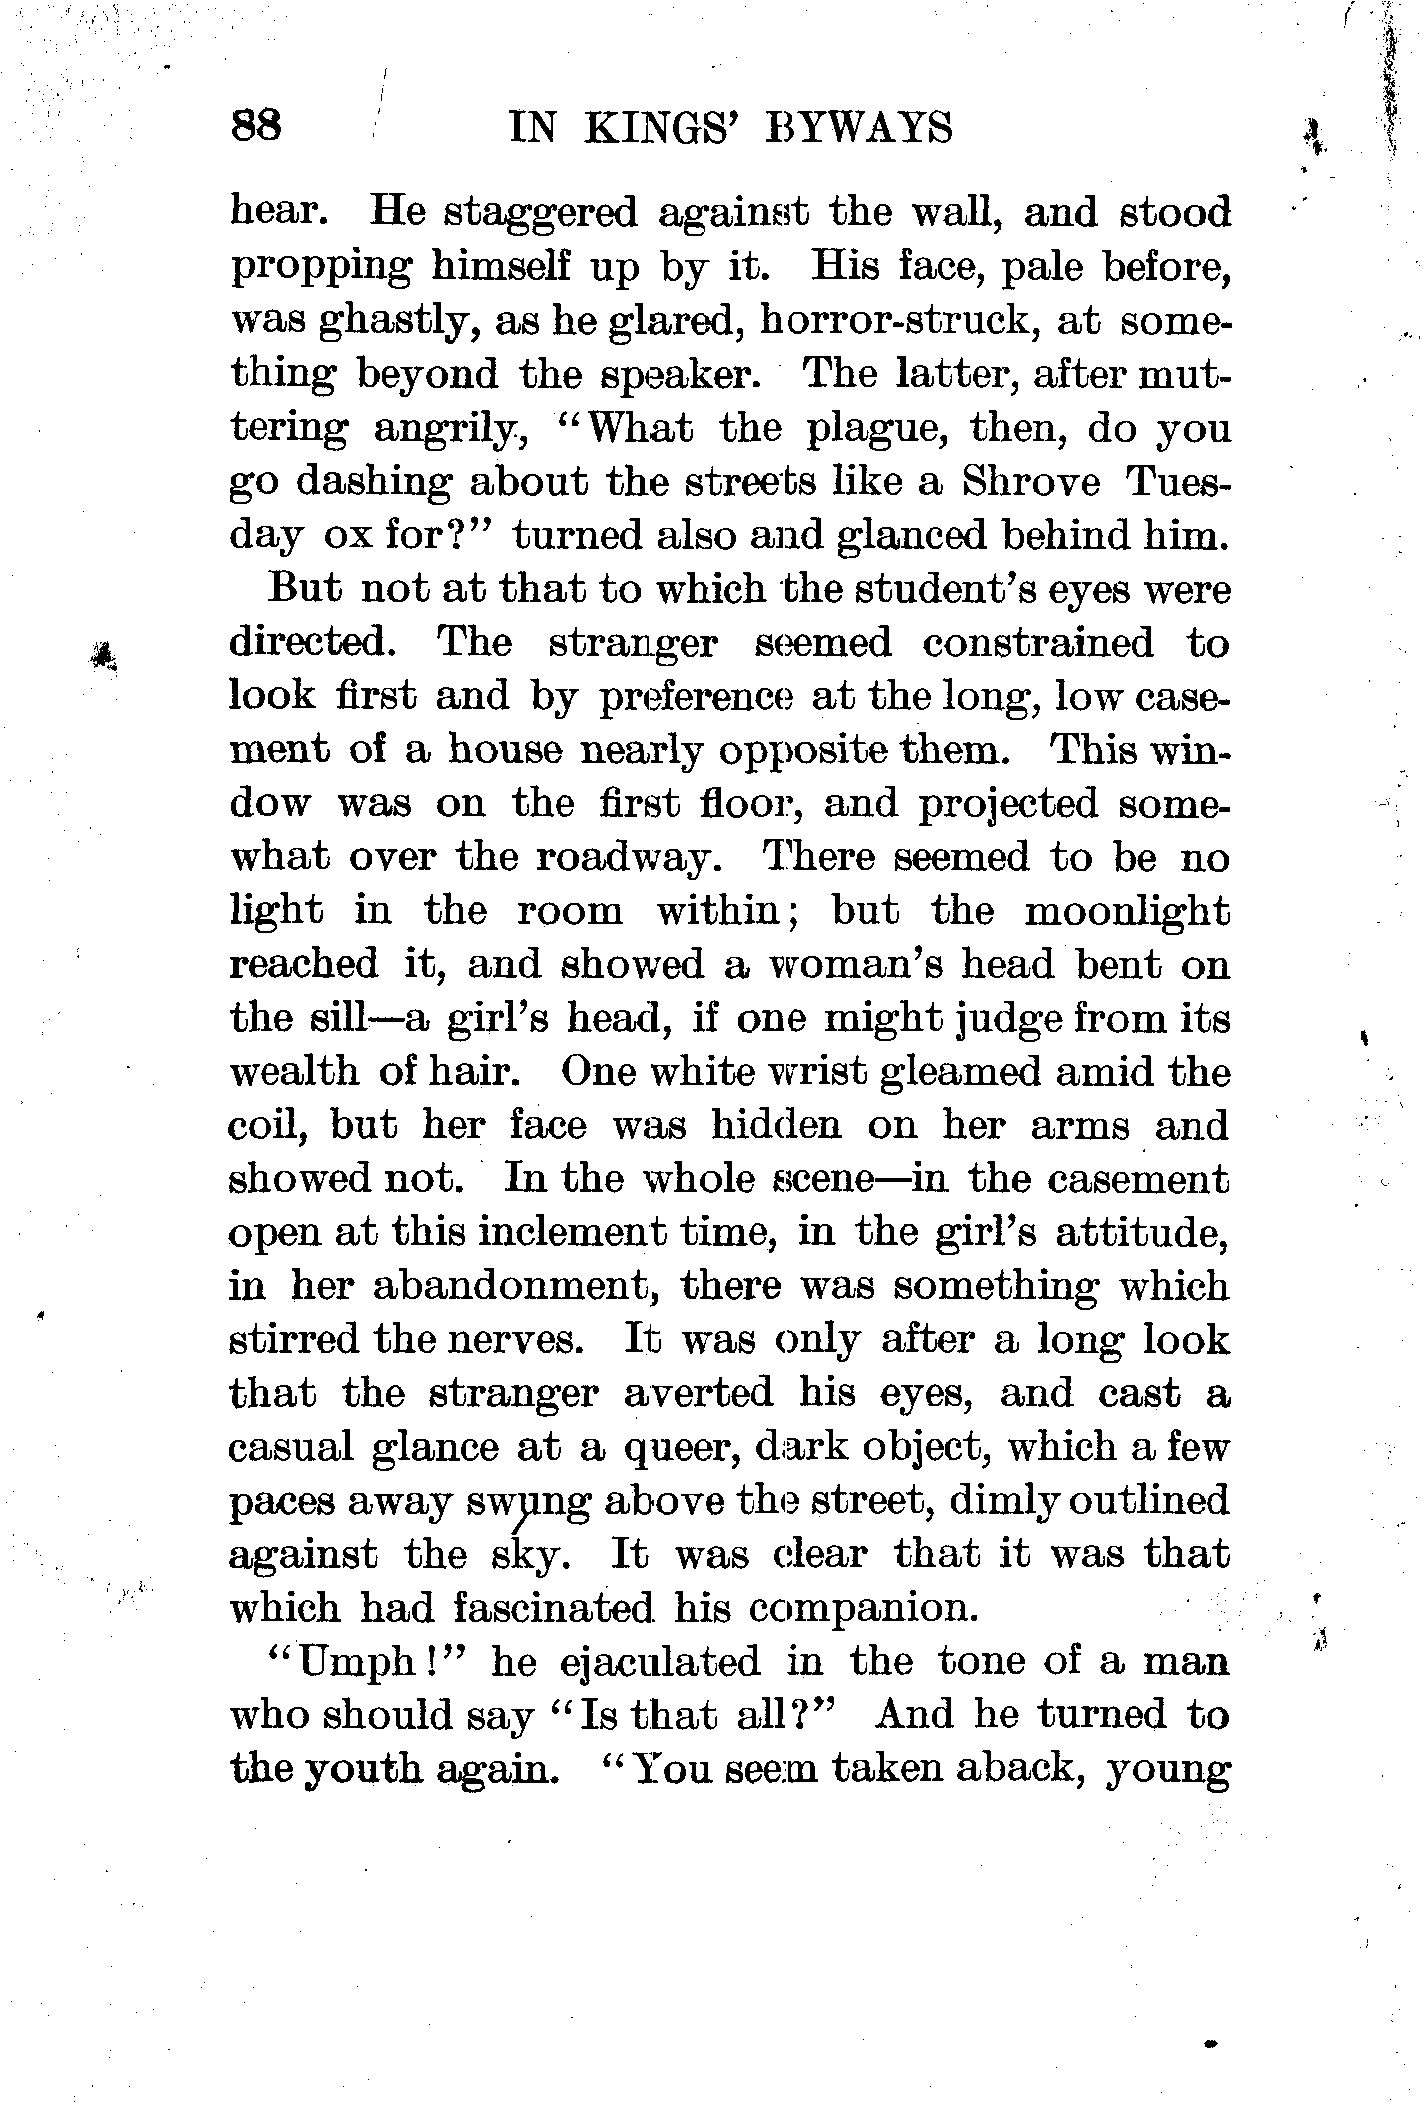 88 IN KINGS' BYWAYS
hear. He staggered against the wall, and stood
propping himself up by it. His face, pale before,
was ghastly, as he glared, horror-struck, at some-
thing beyond the speaker. The latter, after mut-
tering angrily, "What the plague, then, do you
go dashing about the streets like a Shrove Tues-
day ox for?" turned also and glanced behind him.
But not at that to which the student's eyes were
directed. The stranger seemed constrained to
look first and by preference at the long, low case-
ment of a house nearly opposite them. This win-
dow was on the first floor, and projected some-
what over the roadway. There seemed to be no
light in the room within; but the moonlight
reached it, and showed a woman's head bent on
the sill—a girl's head, if one might judge from its
wealth of hair. One white wrist gleamed amid the
coil, but her face was hidden on her arms and
showed not. In the whole scene—in the casement
open at this inclement time, in the girl's attitude,
in her abandonment, there was something which
stirred the nerves. It was only after a long look
that the stranger averted his eyes, and cast a
casual glance at a queer, dark object, which a few
paces away swung above the street, dimly outlined
against the sky. It was clear that it was that
which had fascinated his companion.
"Umph!" he ejaculated in the tone of a man
who should say "Is that all?" And he turned to
the youth again. "You seem taken aback, young